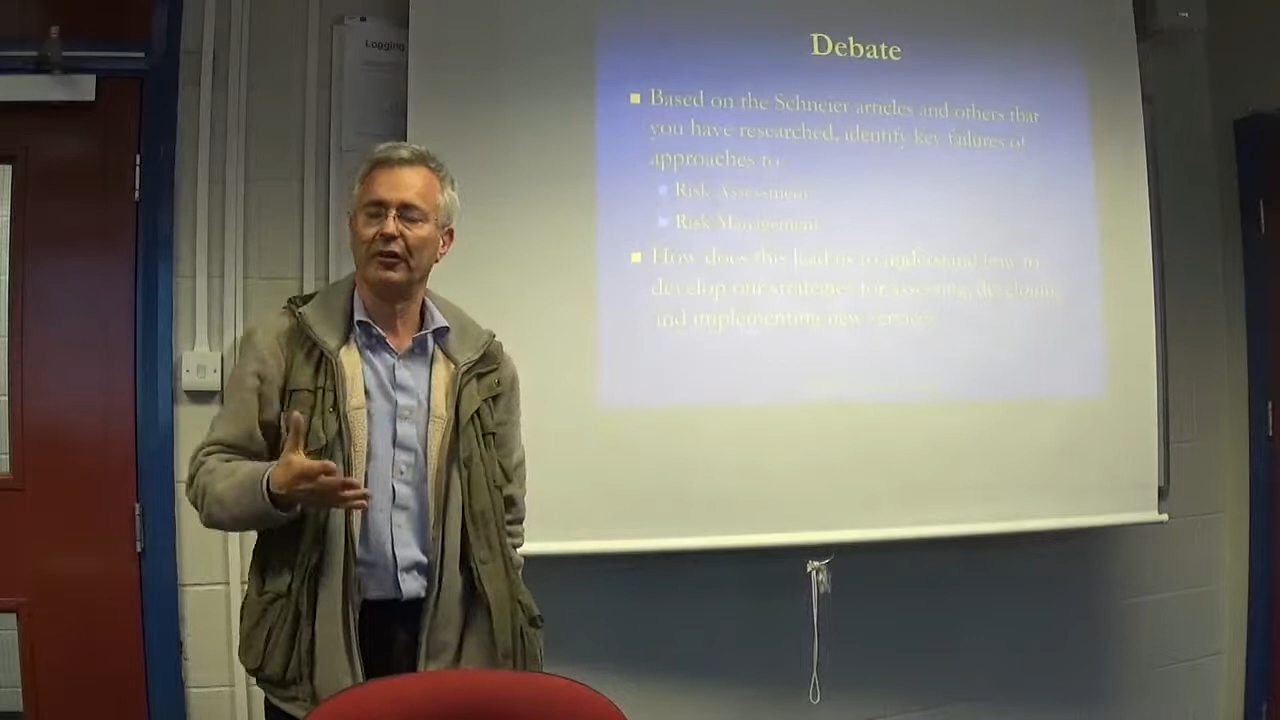 Logging
Debate
Based on the Schneier articles and others that
you have researched, identify key failures of
approaches to
Risk Assessment
Risk Management
How does this lead us to understand how to
develop our strategies for assessing, developing
and implementing new services